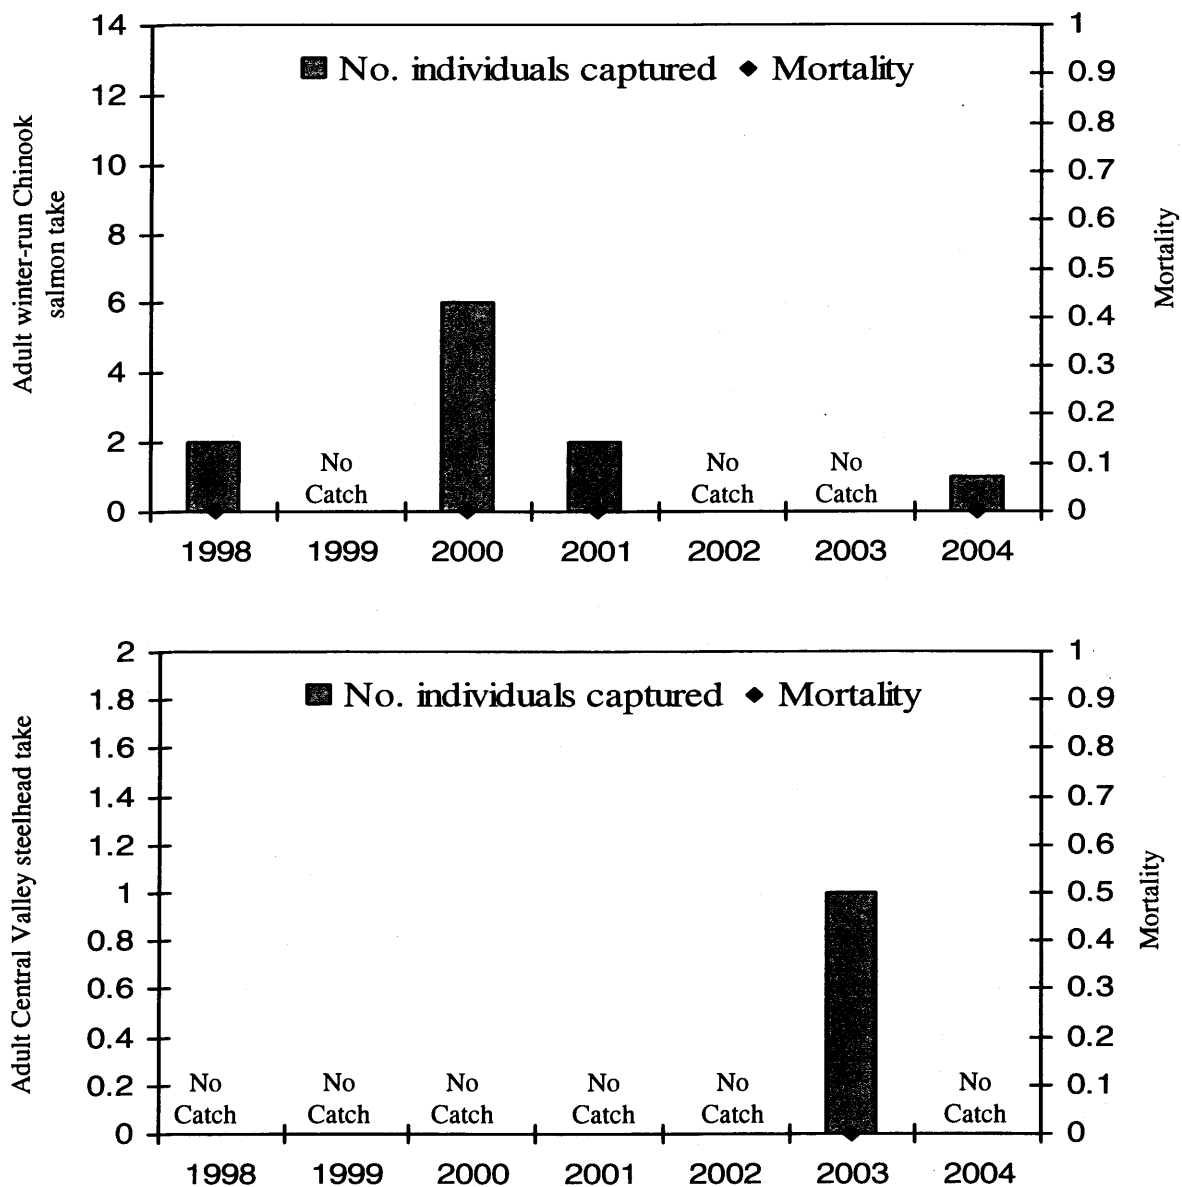 14
12
10
8
6
4
2
0
1
0.9
0.8
0.7
0.6
0.5
0.4
0.3
0.2
0.1
0
No. individuals captured Mortality
Adult winter-run Chinook
salmon take
Mortality
No
Catch
No
Catch
No
Catch
1998 1999 2000 2001 2002 2003 2004
2
1.8
1.6
1.4
1.2
1
0.8
0.6
0.4
0.2
0
1
0.9
0.8
0.7
0.6
0.5
0.4
0.3
0.2
0.1
0
No. individuals captured Mortality
Adult Central Valley steelhead take
Mortality
No
Catch
No
Catch
No
Catch
No
Catch
No
Catch
No
Catch
1998 1999 2000 2001 2002 2003 2004